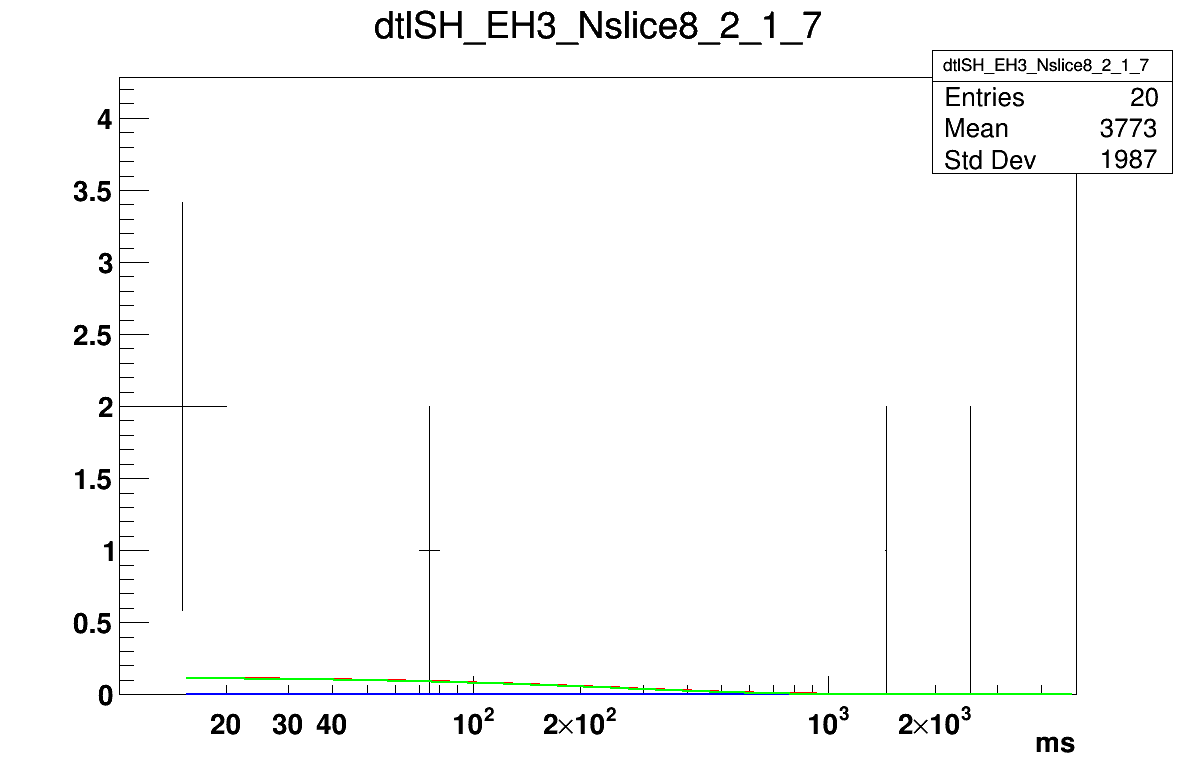 dtISH_EH3_Nslice8_2_1_7
dtISH_EH3_Nslice8_2_1_7
Entries 20
Mean 3773
Std Dev 1987
4
3.5
3
2.5
2
1.5
1
0.5
0
20 30 40 10² 2×10² 10³ 2×10³
ms